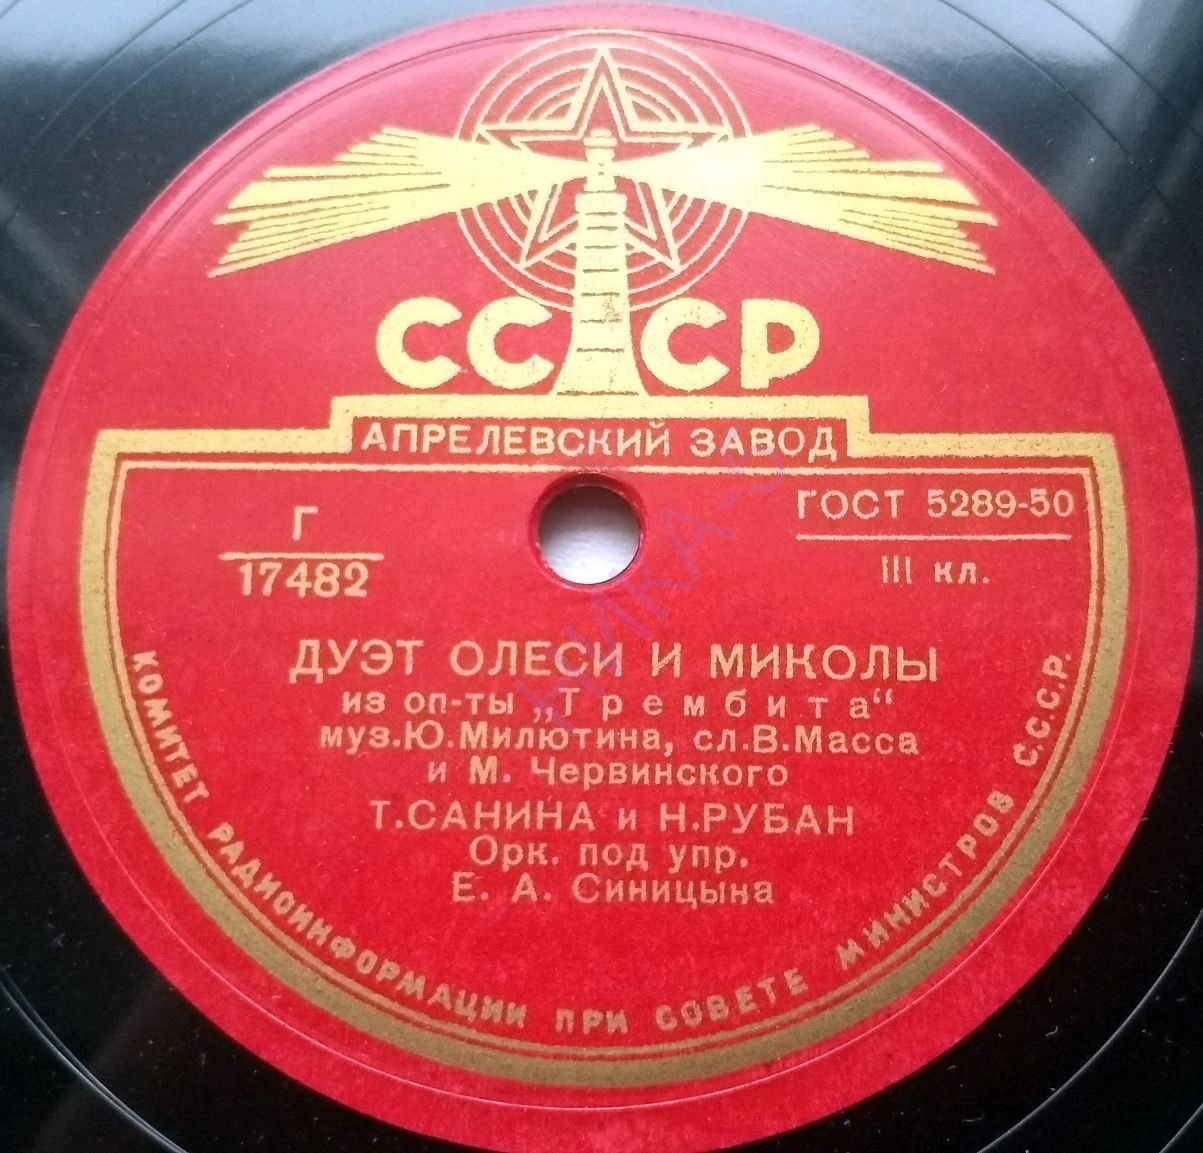 СССР
АПРЕЛЕВСКИЙ ЗАВОД
Г
17482
ГОСТ 5289-50
III кл.
ДУЭТ ОЛЕСИ И МИКОЛЫ
из оп-ты „Трембита“
муз.Ю.Милютина, сл.В.Масса
и М. Червинского
Т.САНИНА и Н.РУБАН
Орк. под упр.
Е. А. Синицына
КОМИТЕТ РАДИОИНФОРМАЦИИ ПРИ СОВЕТЕ МИНИСТРОВ С.С.С.Р.